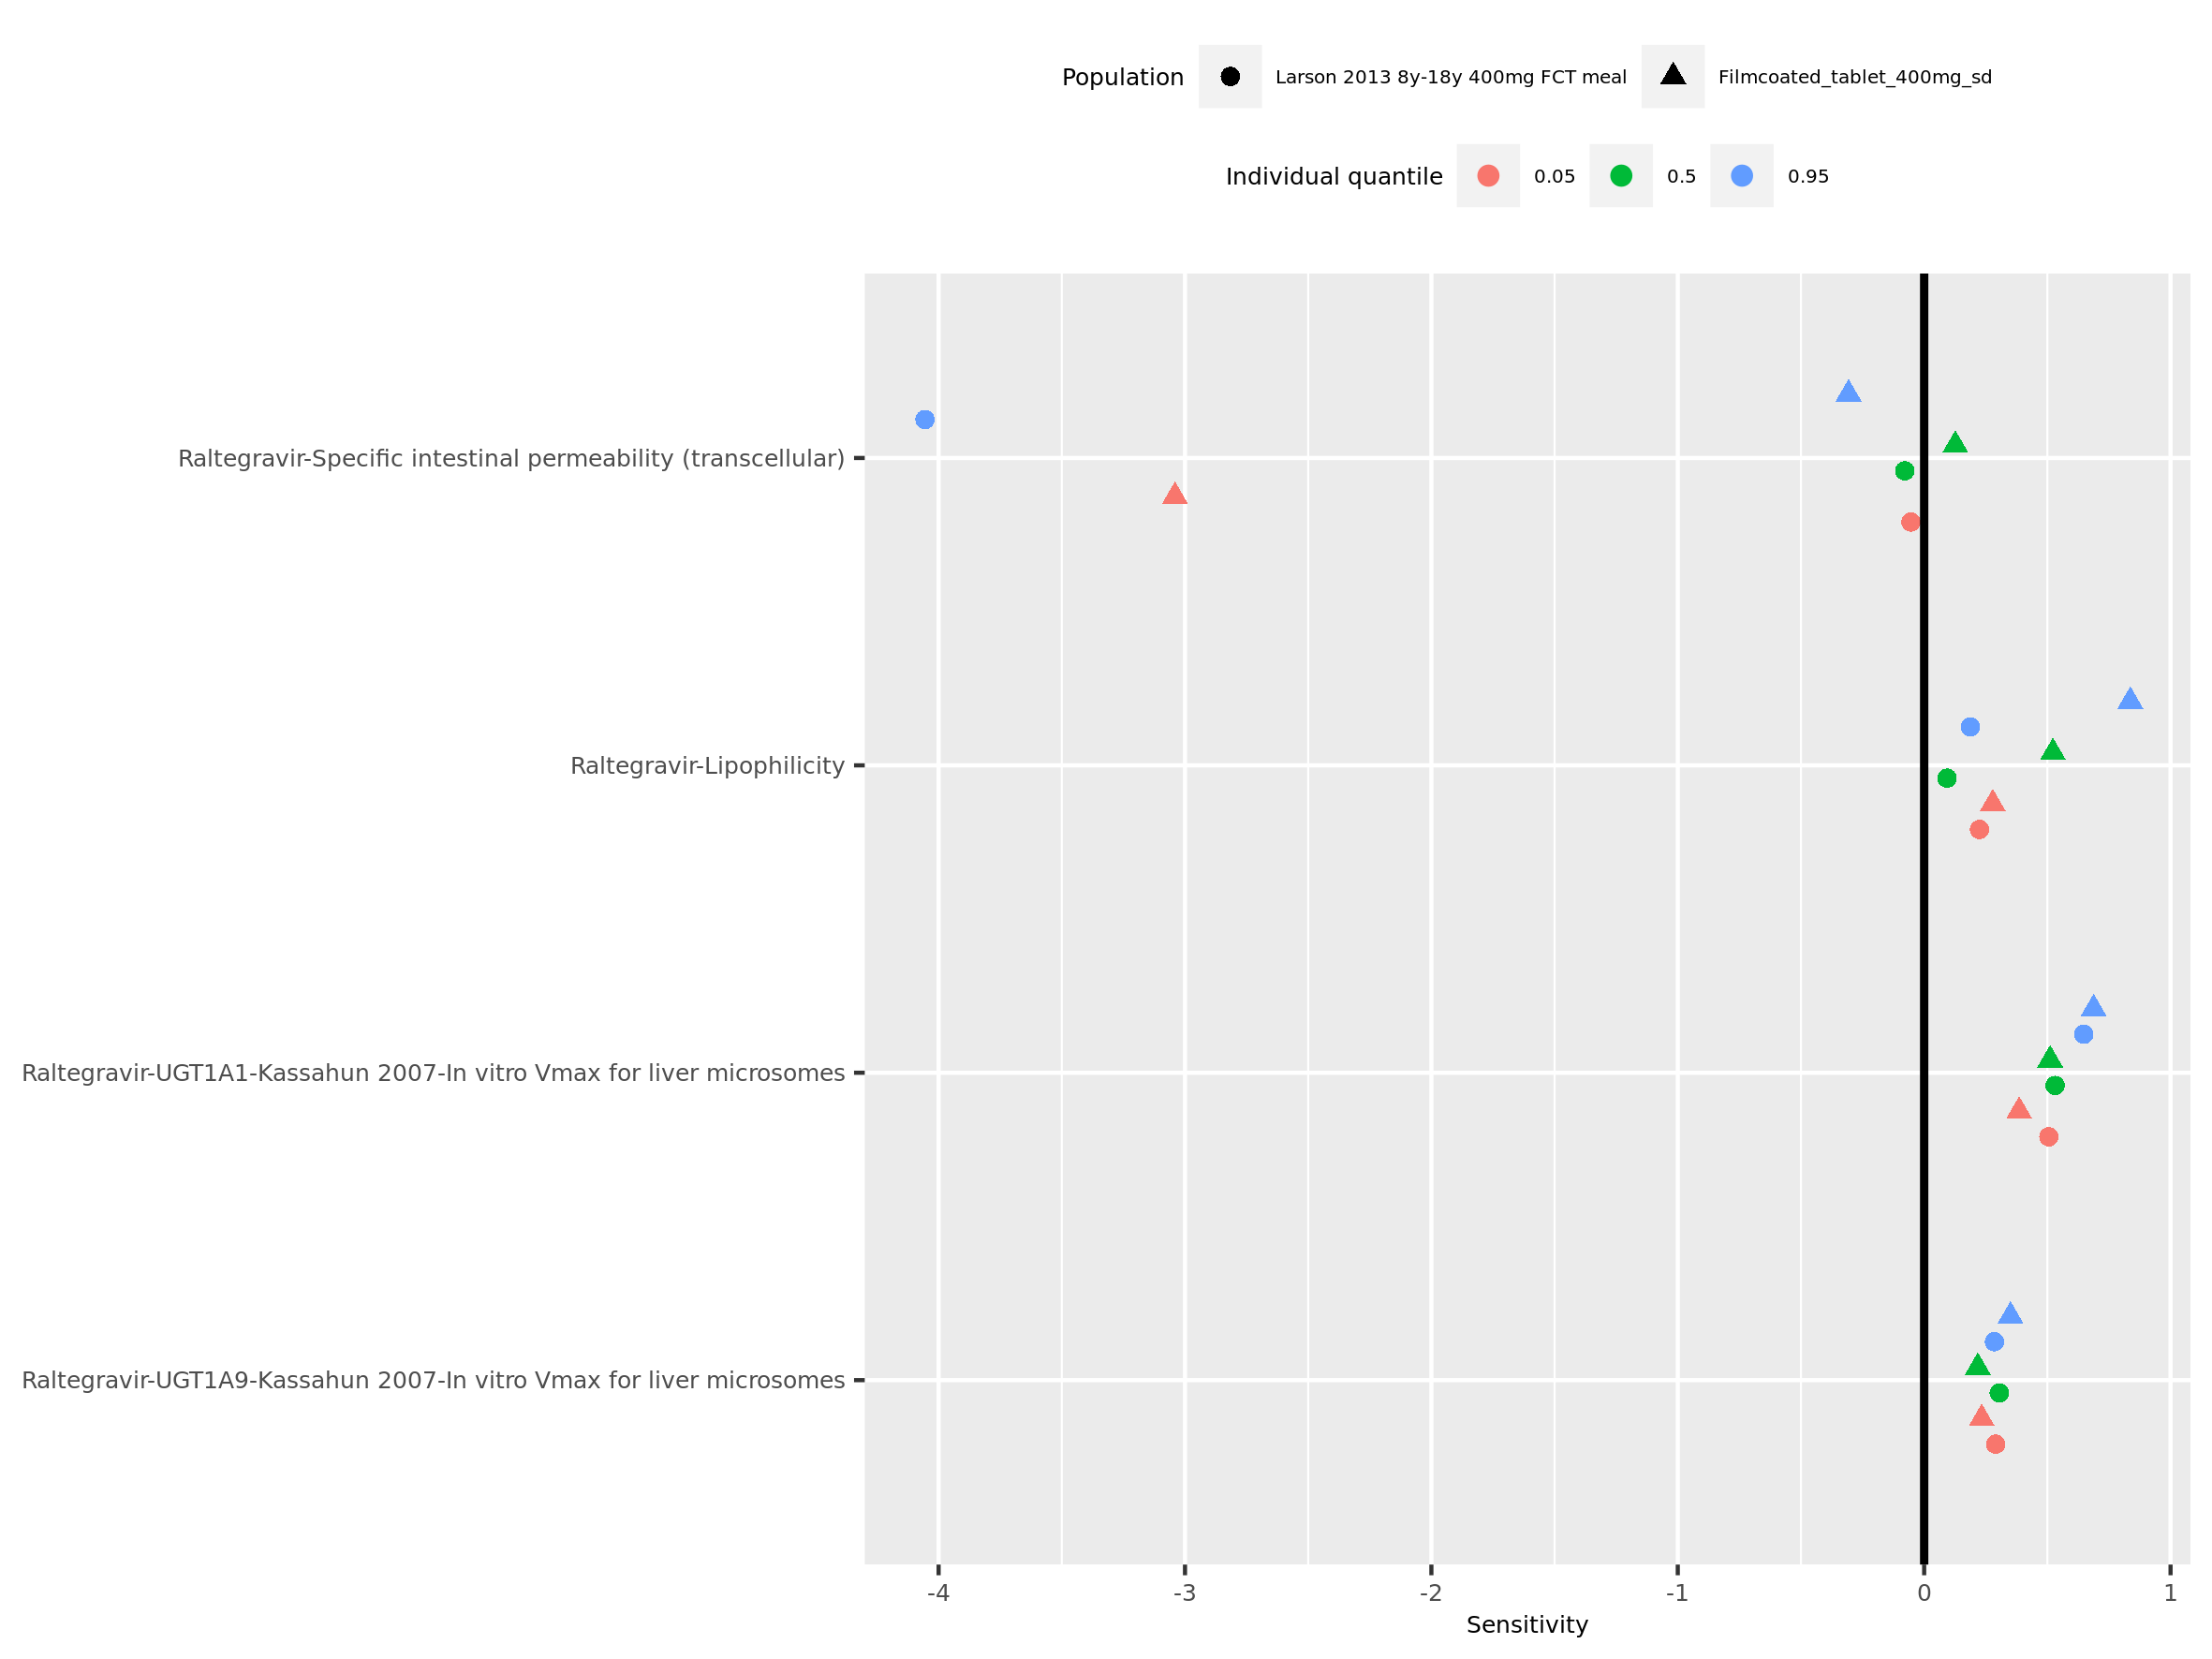 Population Larson 2013 8y-18y 400mg FCT meal Filmcoated_tablet_400mg_sd
Individual quantile 0.05 0.5 0.95
Raltegravir-Specific intestinal permeability (transcellular)
Raltegravir-Lipophilicity
Raltegravir-UGT1A1-Kassahun 2007-In vitro Vmax for liver microsomes
Raltegravir-UGT1A9-Kassahun 2007-In vitro Vmax for liver microsomes
-4 -3 -2 -1 0 1
Sensitivity